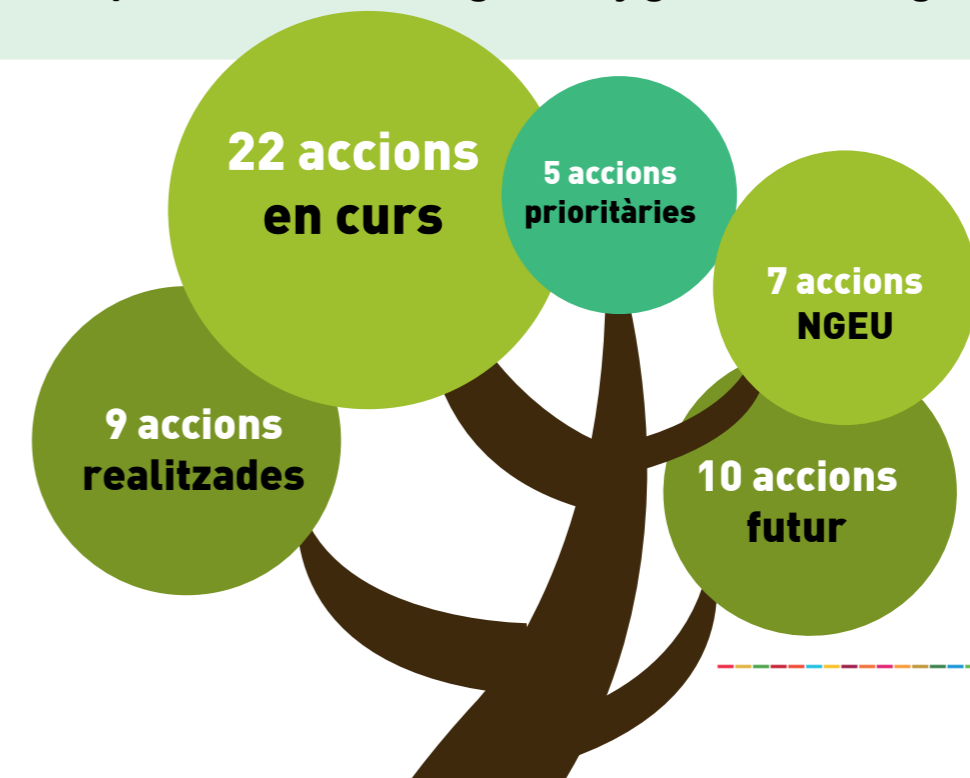 22 accions
en curs
5 accions
prioritàries
7 accions
NGEU
9 accions
realitzades
10 accions
futur